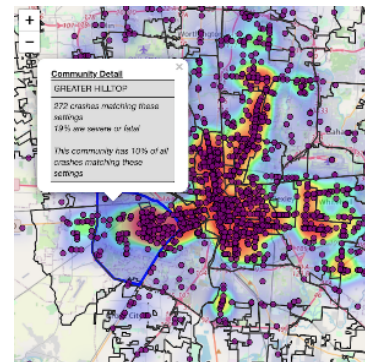 +
−
Worthington
×
Community Detail
GREATER HILLTOP
272 crashes matching these
settings
19% are severe or fatal
This community has 10% of all
crashes matching these
settings